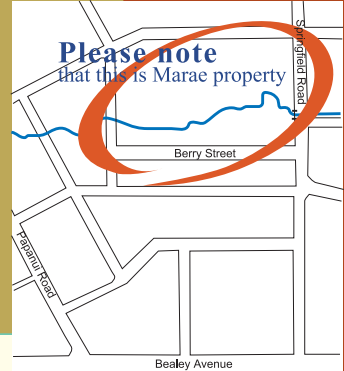 Please note
that this is Marae property
Springfield Road
Berry Street
Papanui Road
Bealey Avenue